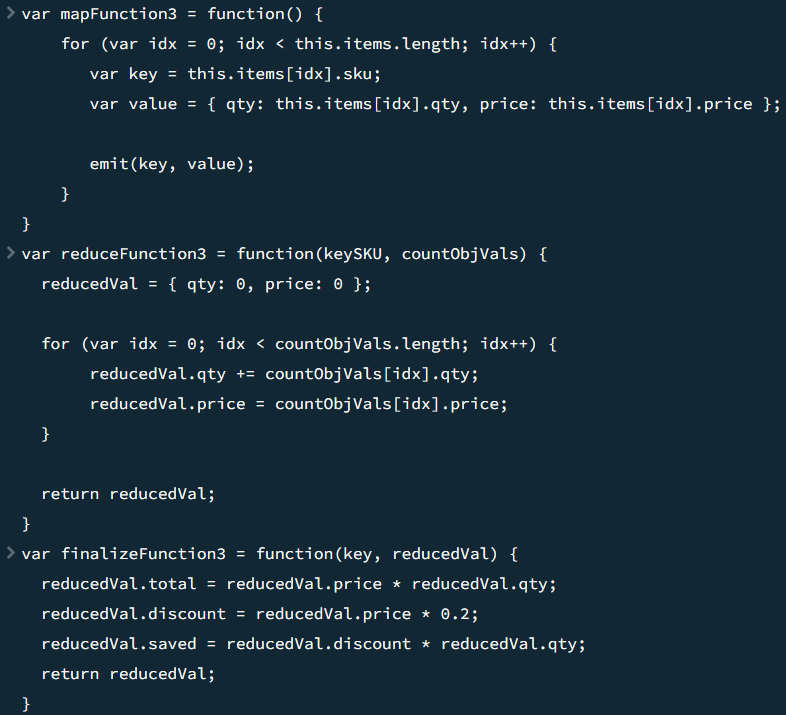 > var mapFunction3 = function() {
    for (var idx = 0; idx < this.items.length; idx++) {
       var key = this.items[idx].sku;
       var value = { qty: this.items[idx].qty, price: this.items[idx].price };

       emit(key, value);
    }
}
> var reduceFunction3 = function(keySKU, countObjVals) {
  reducedVal = { qty: 0, price: 0 };

  for (var idx = 0; idx < countObjVals.length; idx++) {
       reducedVal.qty += countObjVals[idx].qty;
       reducedVal.price = countObjVals[idx].price;
  }

  return reducedVal;
}
> var finalizeFunction3 = function(key, reducedVal) {
  reducedVal.total = reducedVal.price * reducedVal.qty;
  reducedVal.discount = reducedVal.price * 0.2;
  reducedVal.saved = reducedVal.discount * reducedVal.qty;
  return reducedVal;
}